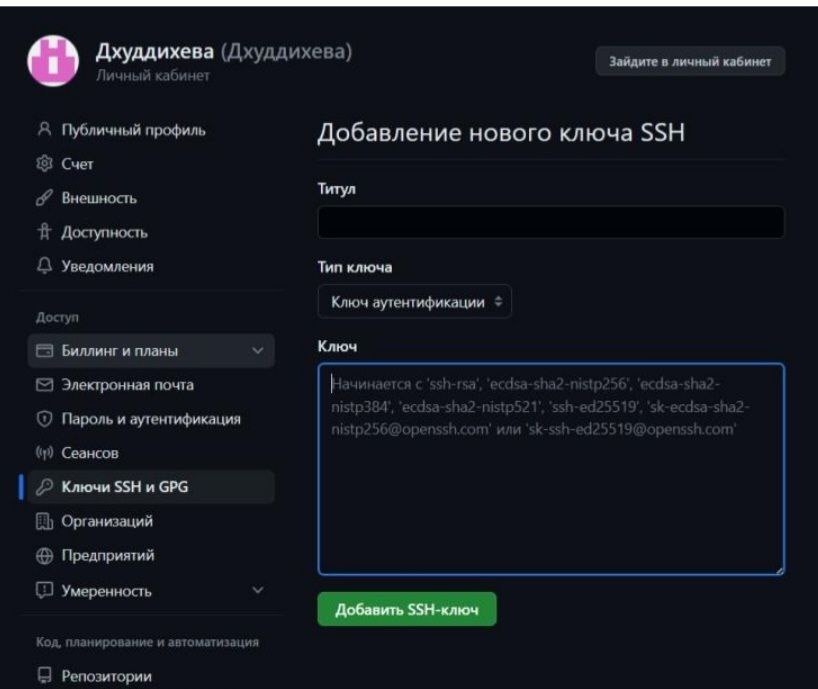 Дхуддихева (Дхуддихева)
Личный кабинет
Зайдите в личный кабинет
Публичный профиль
Счет
Внешность
Доступность
Уведомления
Доступ
Биллинг и планы
Электронная почта
Пароль и аутентификация
Сеансов
Ключи SSH и GPG
Организаций
Предприятий
Умеренность
Код, планирование и автоматизация
Репозитории
Добавление нового ключа SSH
Титул
Тип ключа
Ключ аутентификации
Ключ
Начинается с 'ssh-rsa', 'ecdsa-sha2-nistp256', 'ecdsa-sha2-
nistp384', 'ecdsa-sha2-nistp521', 'ssh-ed25519', 'sk-ecdsa-sha2-
nistp256@openssh.com' или 'sk-ssh-ed25519@openssh.com'
Добавить SSH-ключ